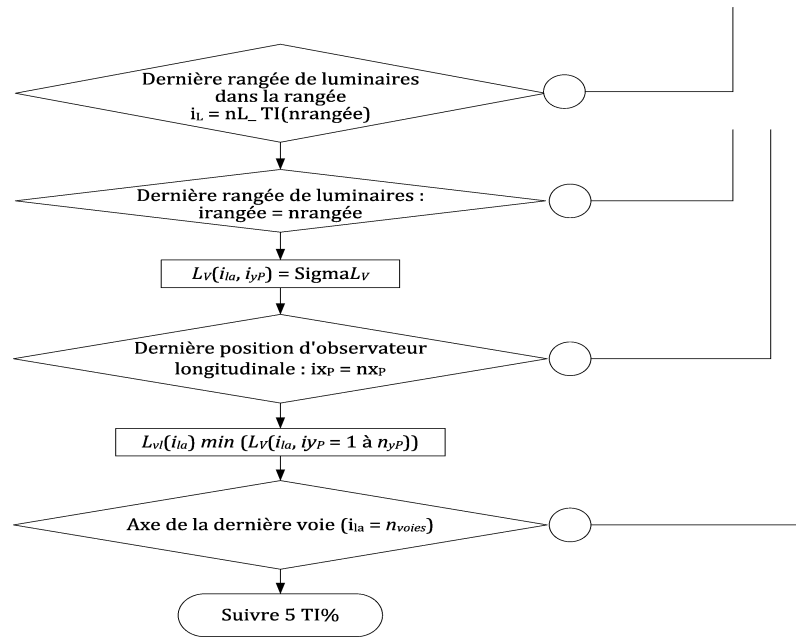 Dernière rangée de luminaires
dans la rangée
iL = nL_ TI(nrangée)
Dernière rangée de luminaires :
irangée = nrangée
LV(ila, iyP) = SigmaLV
Dernière position d'observateur
longitudinale : ixP = nxP
Lvl(ila) min (LV(ila, iyP = 1 à nyP))
Axe de la dernière voie (ila = nvoies)
Suivre 5 TI%